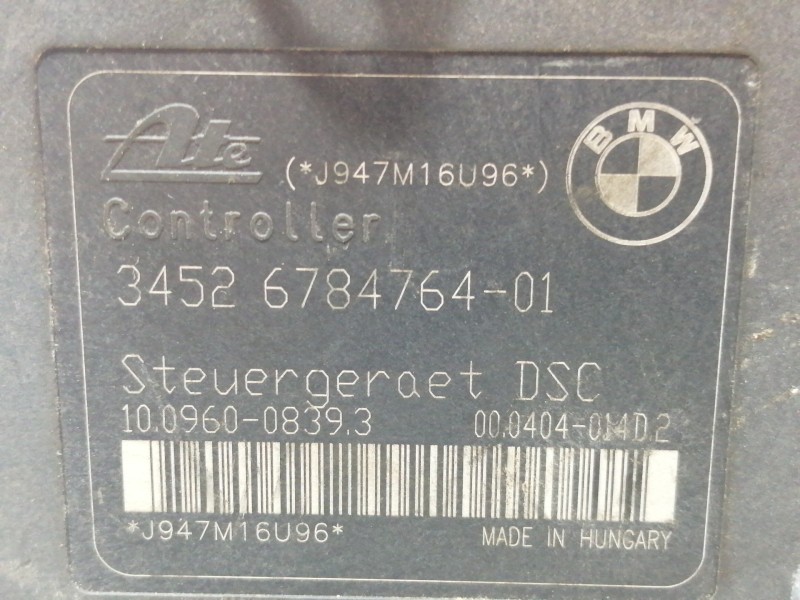 Ate (*J947M16U96*) BMW
Controller
3452 6784764-01
Steuergeraet DSC
10.0960-0839.3 00.0404-014D.2
*J947M16U96* MADE IN HUNGARY